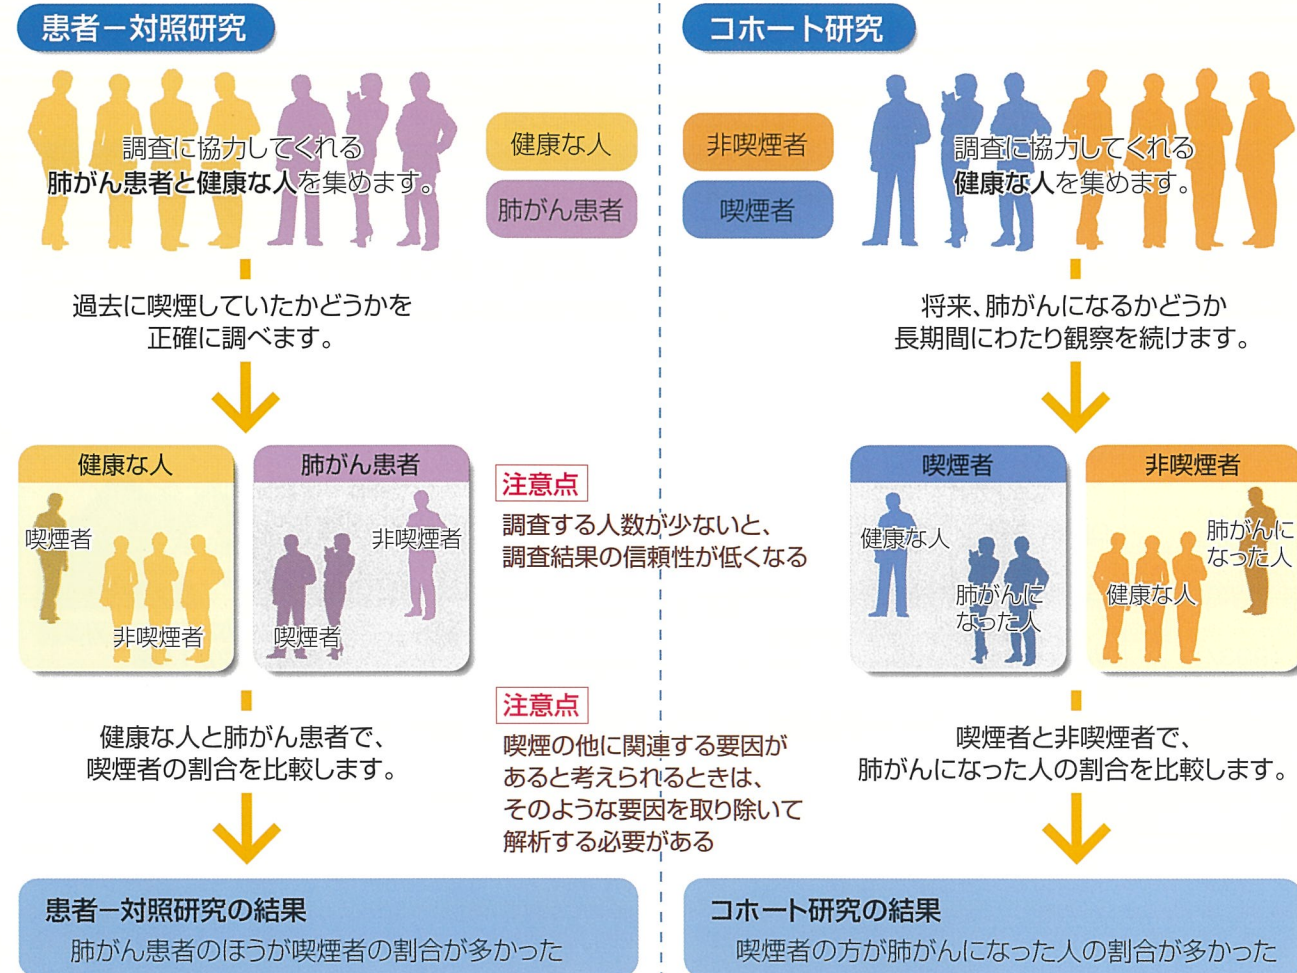 患者－対照研究
調査に協力してくれる
肺がん患者と健康な人を集めます。
健康な人
肺がん患者
過去に喫煙していたかどうかを
正確に調べます。
健康な人
喫煙者
非喫煙者
肺がん患者
非喫煙者
喫煙者
健康な人と肺がん患者で、
喫煙者の割合を比較します。
患者－対照研究の結果
肺がん患者のほうが喫煙者の割合が多かった
注意点
調査する人数が少ないと、
調査結果の信頼性が低くなる
注意点
喫煙の他に関連する要因が
あると考えられるときは、
そのような要因を取り除いて
解析する必要がある
コホート研究
非喫煙者
喫煙者
調査に協力してくれる
健康な人を集めます。
将来、肺がんになるかどうか
長期間にわたり観察を続けます。
喫煙者
健康な人
肺がんに
なった人
非喫煙者
肺がんに
なった人
健康な人
喫煙者と非喫煙者で、
肺がんになった人の割合を比較します。
コホート研究の結果
喫煙者の方が肺がんになった人の割合が多かった